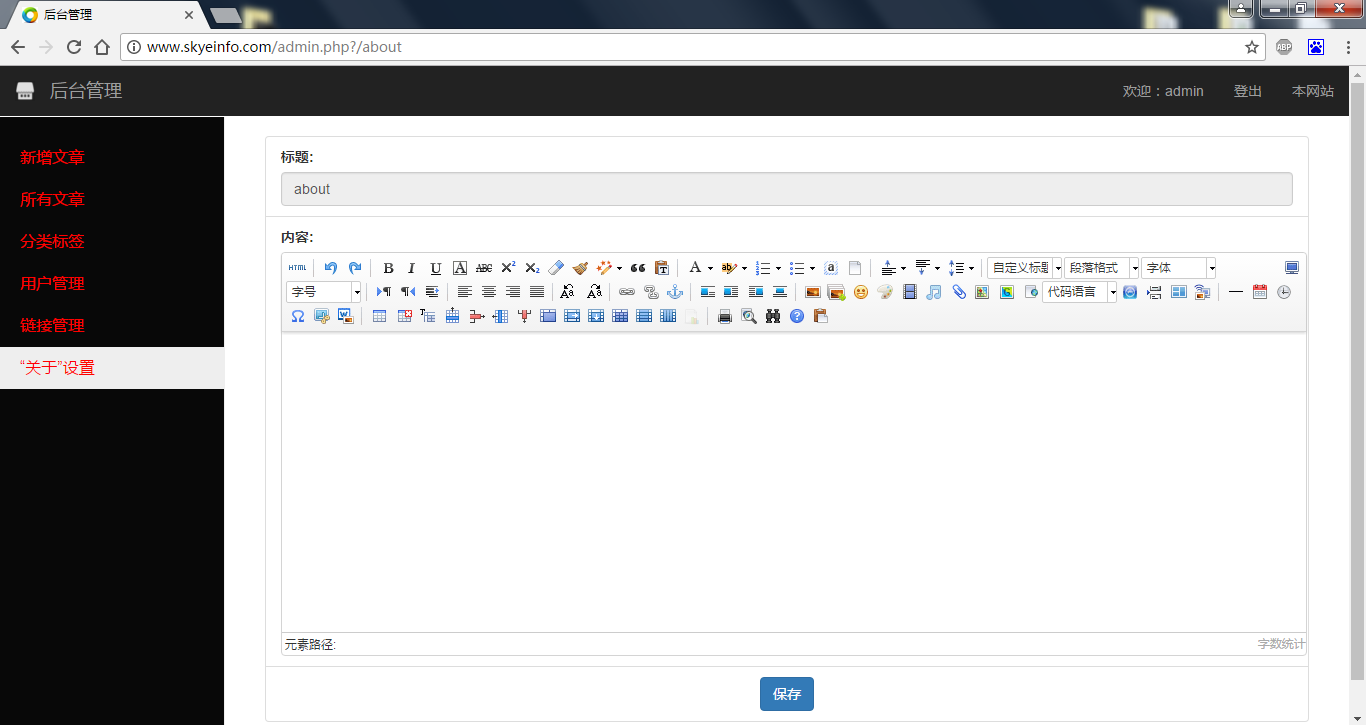 后台管理
www.skyeinfo.com/admin.php?/about
ABP
后台管理
欢迎：admin 登出 本网站
新增文章
所有文章
分类标签
用户管理
链接管理
“关于”设置
标题:
about
内容:
HTML B I U A ABC X² X₂ A ab a 自定义标题 段落格式 字体
字号 代码语言
元素路径: 字数统计
保存